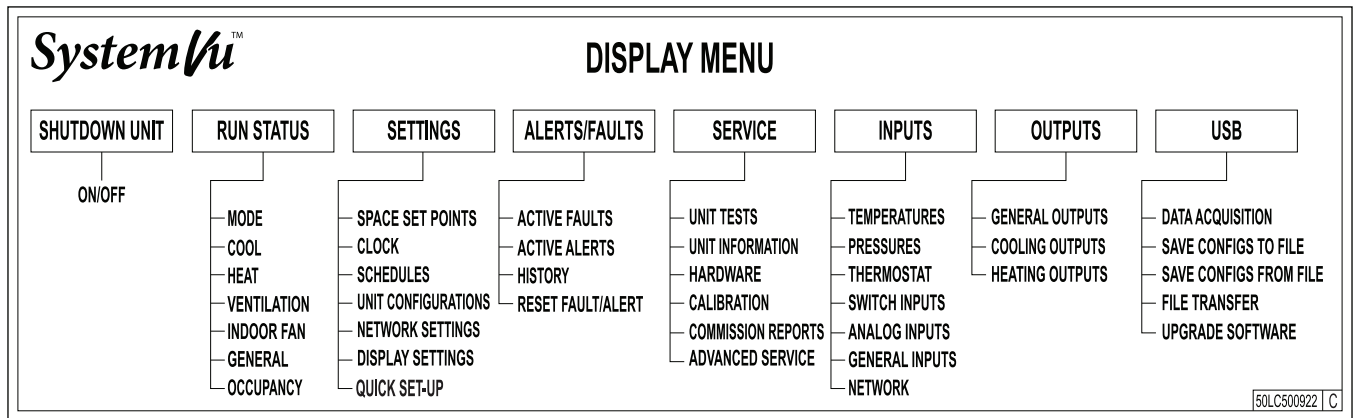 SystemVu™
DISPLAY MENU
SHUTDOWN UNIT
ON/OFF
RUN STATUS
MODE
COOL
HEAT
VENTILATION
INDOOR FAN
GENERAL
OCCUPANCY
SETTINGS
SPACE SET POINTS
CLOCK
SCHEDULES
UNIT CONFIGURATIONS
NETWORK SETTINGS
DISPLAY SETTINGS
QUICK SET-UP
ALERTS/FAULTS
ACTIVE FAULTS
ACTIVE ALERTS
HISTORY
RESET FAULT/ALERT
SERVICE
UNIT TESTS
UNIT INFORMATION
HARDWARE
CALIBRATION
COMMISSION REPORTS
ADVANCED SERVICE
INPUTS
TEMPERATURES
PRESSURES
THERMOSTAT
SWITCH INPUTS
ANALOG INPUTS
GENERAL INPUTS
NETWORK
OUTPUTS
GENERAL OUTPUTS
COOLING OUTPUTS
HEATING OUTPUTS
USB
DATA ACQUISITION
SAVE CONFIGS TO FILE
SAVE CONFIGS FROM FILE
FILE TRANSFER
UPGRADE SOFTWARE
50LC500922 C